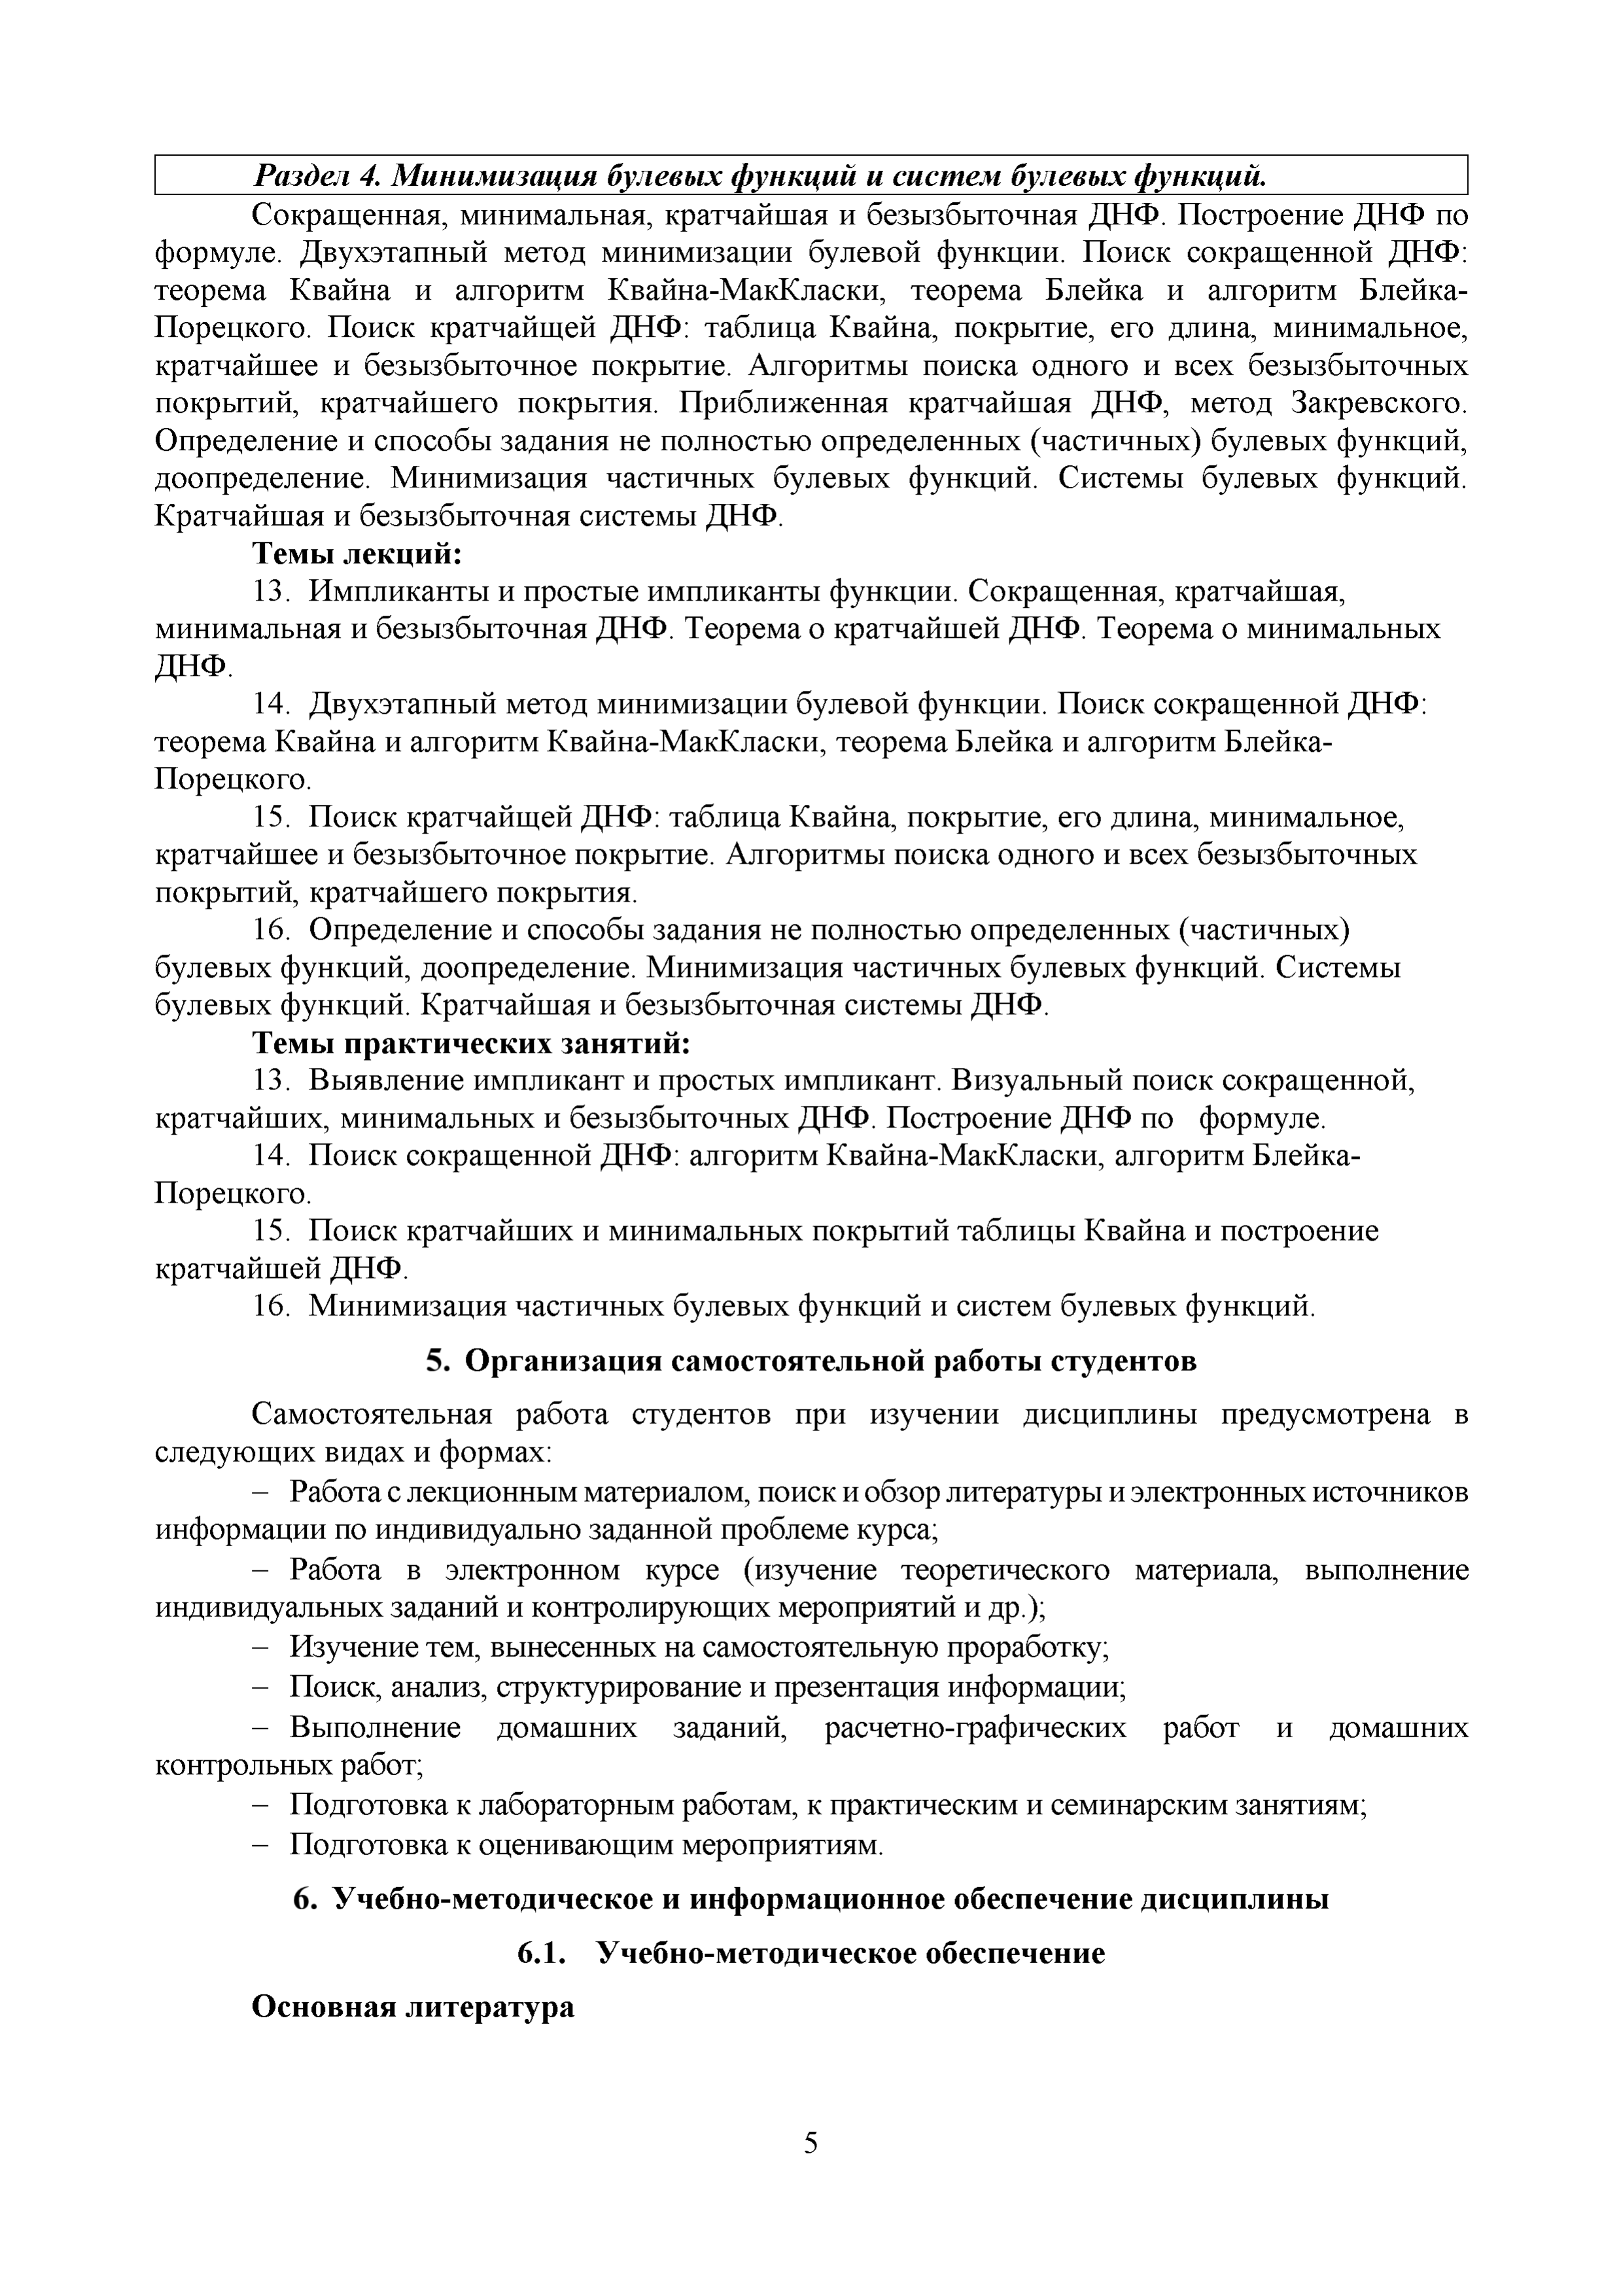 Раздел 4. Минимизация булевых функций и систем булевых функций.
Сокращенная, минимальная, кратчайшая и безызбыточная ДНФ. Построение ДНФ по
формуле. Двухэтапный метод минимизации булевой функции. Поиск сокращенной ДНФ:
теорема Квайна и алгоритм Квайна-МакКласки, теорема Блейка и алгоритм Блейка-
Порецкого. Поиск кратчайщей ДНФ: таблица Квайна, покрытие, его длина, минимальное,
кратчайшее и безызбыточное покрытие. Алгоритмы поиска одного и всех безызбыточных
покрытий, кратчайшего покрытия. Приближенная кратчайшая ДНФ, метод Закревского.
Определение и способы задания не полностью определенных (частичных) булевых функций,
доопределение. Минимизация частичных булевых функций. Системы булевых функций.
Кратчайшая и безызбыточная системы ДНФ.
Темы лекций:
13. Импликанты и простые импликанты функции. Сокращенная, кратчайшая,
минимальная и безызбыточная ДНФ. Теорема о кратчайшей ДНФ. Теорема о минимальных
ДНФ.
14. Двухэтапный метод минимизации булевой функции. Поиск сокращенной ДНФ:
теорема Квайна и алгоритм Квайна-МакКласки, теорема Блейка и алгоритм Блейка-
Порецкого.
15. Поиск кратчайщей ДНФ: таблица Квайна, покрытие, его длина, минимальное,
кратчайшее и безызбыточное покрытие. Алгоритмы поиска одного и всех безызбыточных
покрытий, кратчайшего покрытия.
16. Определение и способы задания не полностью определенных (частичных)
булевых функций, доопределение. Минимизация частичных булевых функций. Системы
булевых функций. Кратчайшая и безызбыточная системы ДНФ.
Темы практических занятий:
13. Выявление импликант и простых импликант. Визуальный поиск сокращенной,
кратчайших, минимальных и безызбыточных ДНФ. Построение ДНФ по формуле.
14. Поиск сокращенной ДНФ: алгоритм Квайна-МакКласки, алгоритм Блейка-
Порецкого.
15. Поиск кратчайших и минимальных покрытий таблицы Квайна и построение
кратчайшей ДНФ.
16. Минимизация частичных булевых функций и систем булевых функций.
5. Организация самостоятельной работы студентов
Самостоятельная работа студентов при изучении дисциплины предусмотрена в
следующих видах и формах:
– Работа с лекционным материалом, поиск и обзор литературы и электронных источников
информации по индивидуально заданной проблеме курса;
– Работа в электронном курсе (изучение теоретического материала, выполнение
индивидуальных заданий и контролирующих мероприятий и др.);
– Изучение тем, вынесенных на самостоятельную проработку;
– Поиск, анализ, структурирование и презентация информации;
– Выполнение домашних заданий, расчетно-графических работ и домашних
контрольных работ;
– Подготовка к лабораторным работам, к практическим и семинарским занятиям;
– Подготовка к оценивающим мероприятиям.
6. Учебно-методическое и информационное обеспечение дисциплины
6.1. Учебно-методическое обеспечение
Основная литература
5